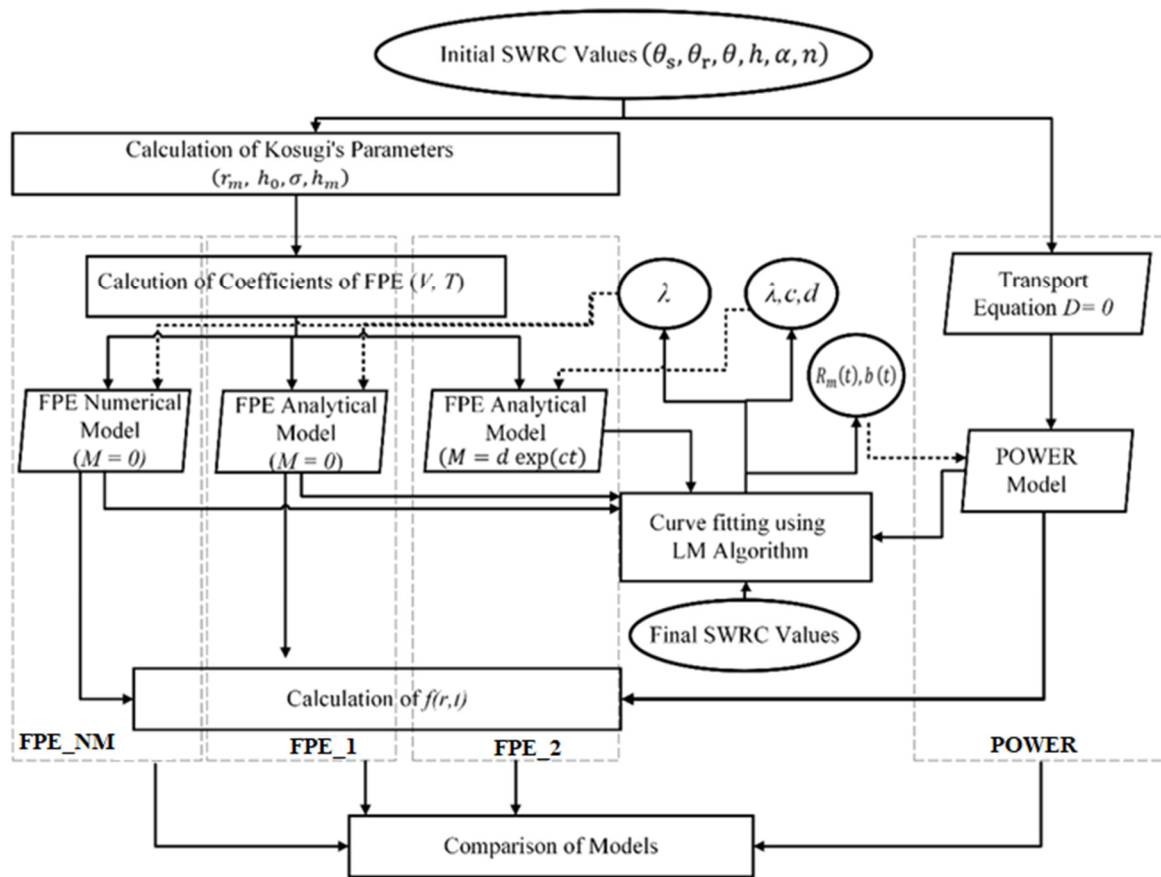 Initial SWRC Values (θs, θr, θ, h, α, n)
Calculation of Kosugi's Parameters
(rm, h0, σ, hm)
Calcution of Coefficients of FPE (V, T)
λ
λ, c, d
Transport
Equation D= 0
Rm(t), b(t)
FPE Numerical
Model
(M = 0)
FPE Analytical
Model
(M = 0)
FPE Analytical
Model
(M = d exp(ct)
POWER
Model
Curve fitting using
LM Algorithm
Final SWRC Values
Calculation of f(r,t)
FPE_NM
FPE_1
FPE_2
POWER
Comparison of Models